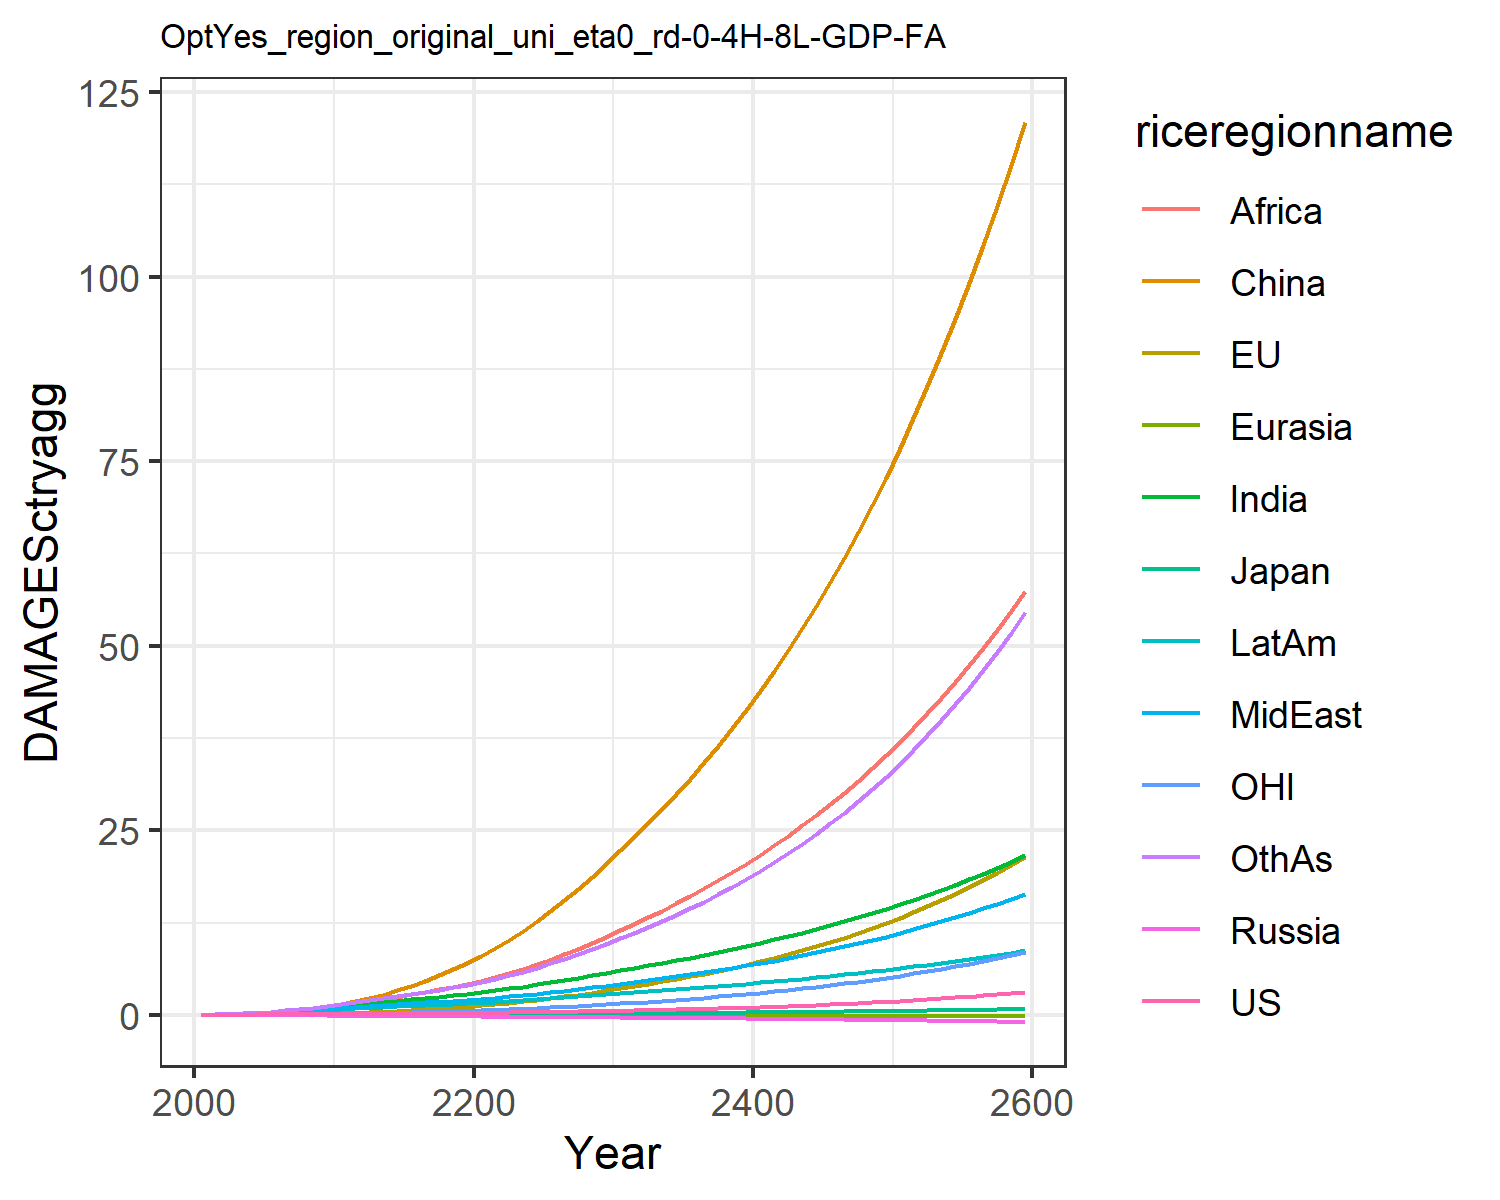 OptYes_region_original_uni_eta0_rd-0-4H-8L-GDP-FA
125
100
75
50
25
0
DAMAGESctryagg
2000 2200 2400 2600
Year
riceregionname
Africa
China
EU
Eurasia
India
Japan
LatAm
MidEast
OHI
OthAs
Russia
US